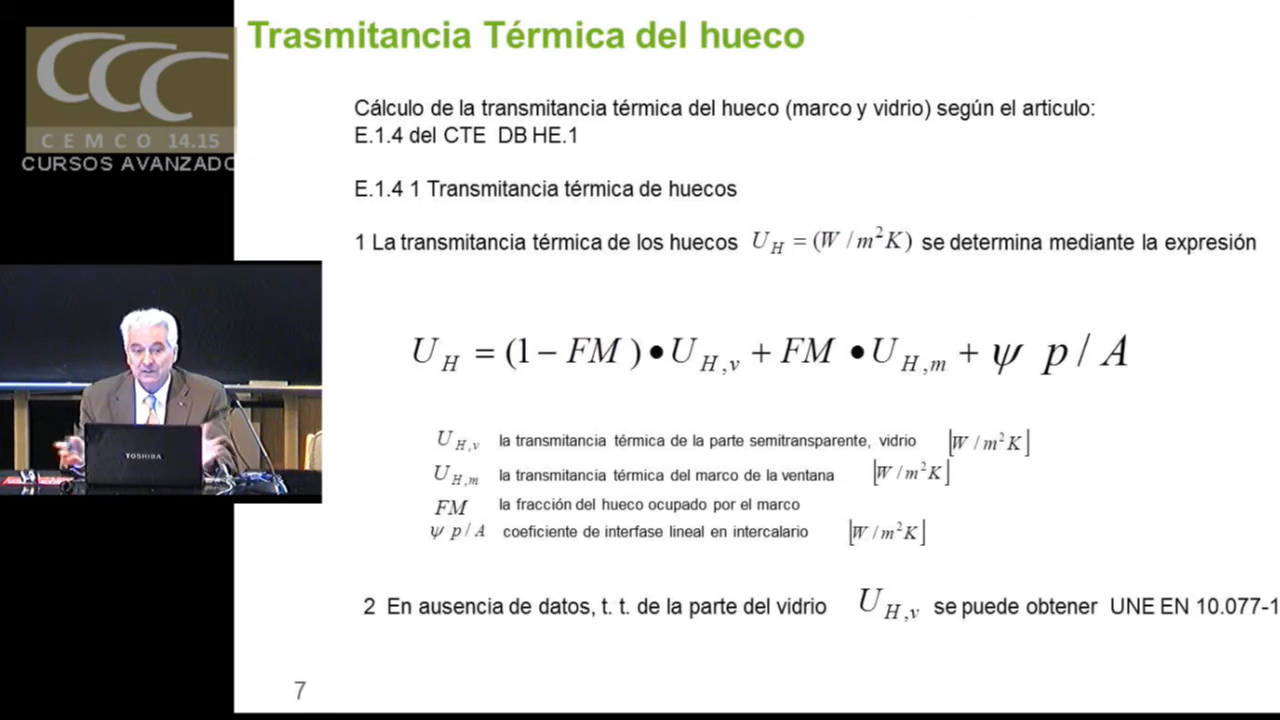 Trasmitancia Térmica del hueco
CCC
CEMCO 14.15
CURSOS AVANZADO
Cálculo de la transmitancia térmica del hueco (marco y vidrio) según el articulo:
E.1.4 del CTE DB HE.1
E.1.4 1 Transmitancia térmica de huecos
1 La transmitancia térmica de los huecos U_H = (W / m²K) se determina mediante la expresión
U_H = (1 − FM) • U_H,v + FM • U_H,m + ψ p / A
U_H,v la transmitancia térmica de la parte semitransparente, vidrio ⌊W / m²K⌋
U_H,m la transmitancia térmica del marco de la ventana ⌊W / m²K⌋
FM la fracción del hueco ocupado por el marco
ψ p / A coeficiente de interfase lineal en intercalario ⌊W / m²K⌋
TOSHIBA
2 En ausencia de datos, t. t. de la parte del vidrio U_H,v se puede obtener UNE EN 10.077-1
7